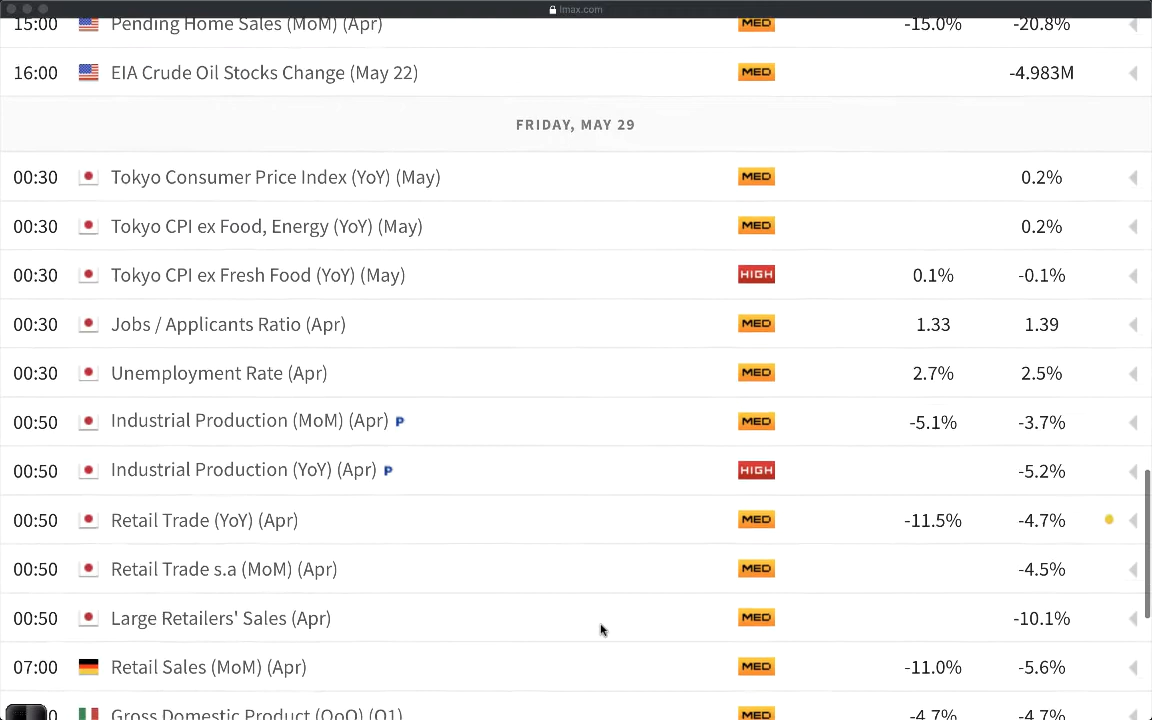 lmax.com
15:00 Pending Home Sales (MoM) (Apr) MED -15.0% -20.8%
16:00 EIA Crude Oil Stocks Change (May 22) MED -4.983M
FRIDAY, MAY 29
00:30 Tokyo Consumer Price Index (YoY) (May) MED 0.2%
00:30 Tokyo CPI ex Food, Energy (YoY) (May) MED 0.2%
00:30 Tokyo CPI ex Fresh Food (YoY) (May) HIGH 0.1% -0.1%
00:30 Jobs / Applicants Ratio (Apr) MED 1.33 1.39
00:30 Unemployment Rate (Apr) MED 2.7% 2.5%
00:50 Industrial Production (MoM) (Apr) P MED -5.1% -3.7%
00:50 Industrial Production (YoY) (Apr) P HIGH -5.2%
00:50 Retail Trade (YoY) (Apr) MED -11.5% -4.7%
00:50 Retail Trade s.a (MoM) (Apr) MED -4.5%
00:50 Large Retailers' Sales (Apr) MED -10.1%
07:00 Retail Sales (MoM) (Apr) MED -11.0% -5.6%
Gross Domestic Product (QoQ) (Q1) MED -4.7% -4.7%